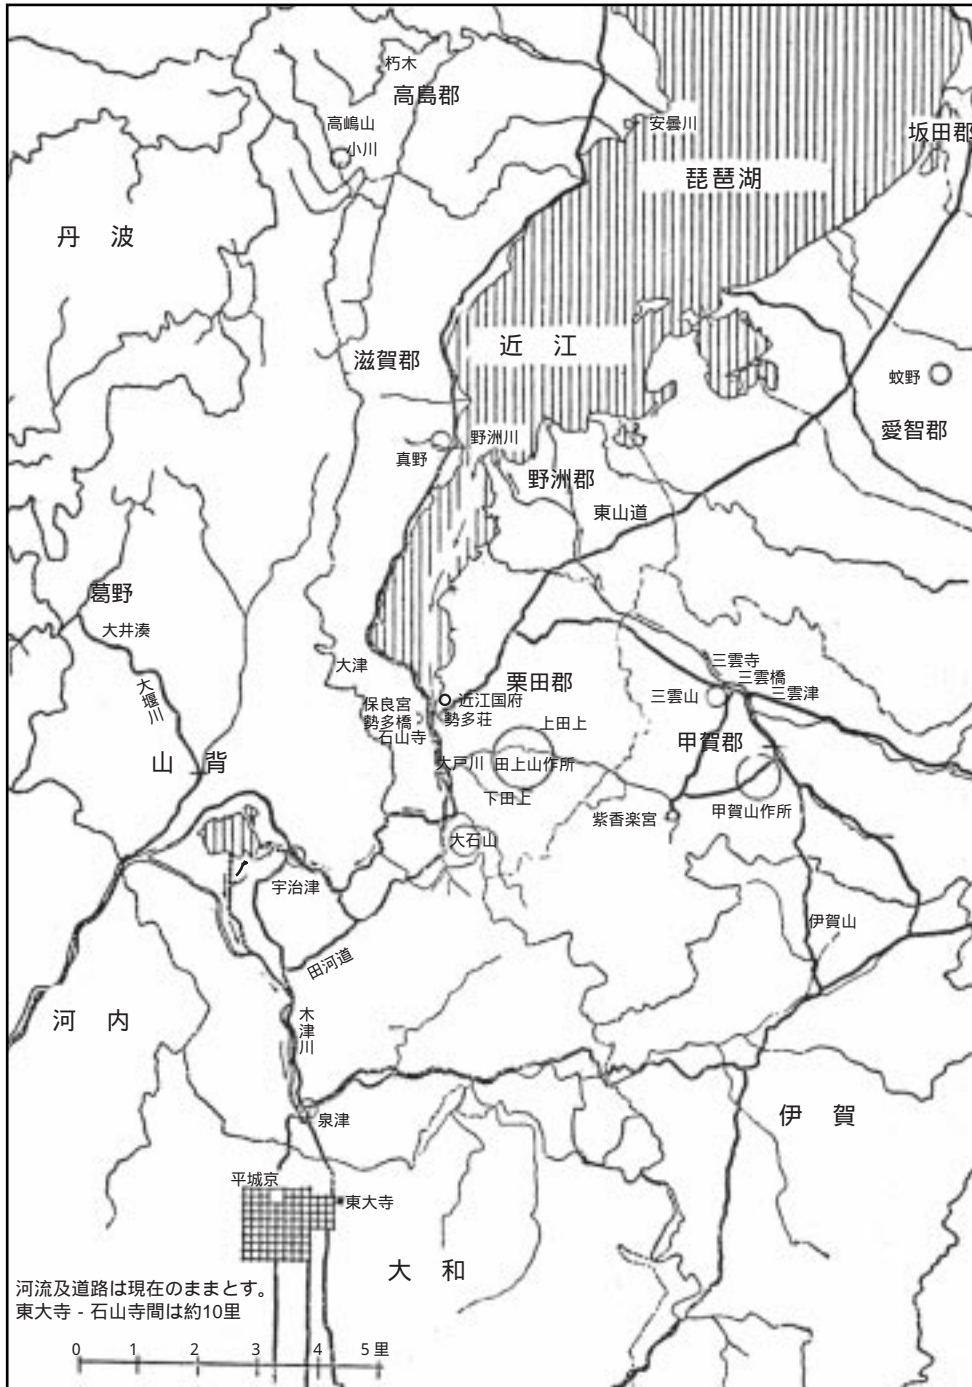 朽木
高島郡
高嶋山
小川
安曇川
坂田郡
琵琶湖
丹 波
近 江
滋賀郡
蚊野
愛智郡
真野
野洲川
野洲郡
東山道
葛野
大井湊
大津
大堰川
山 背
保良宮
勢多橋
石山寺
近江国府
勢多荘
栗田郡
上田上
大戸川
田上山作所
下田上
三雲寺
三雲橋
三雲津
三雲山
甲賀郡
紫香楽宮
甲賀山作所
大石山
宇治津
伊賀山
田河道
河 内
木津川
泉津
伊 賀
平城京
東大寺
大 和
河流及道路は現在のままとす。
東大寺 - 石山寺間は約10里
0 1 2 3 4 5 里